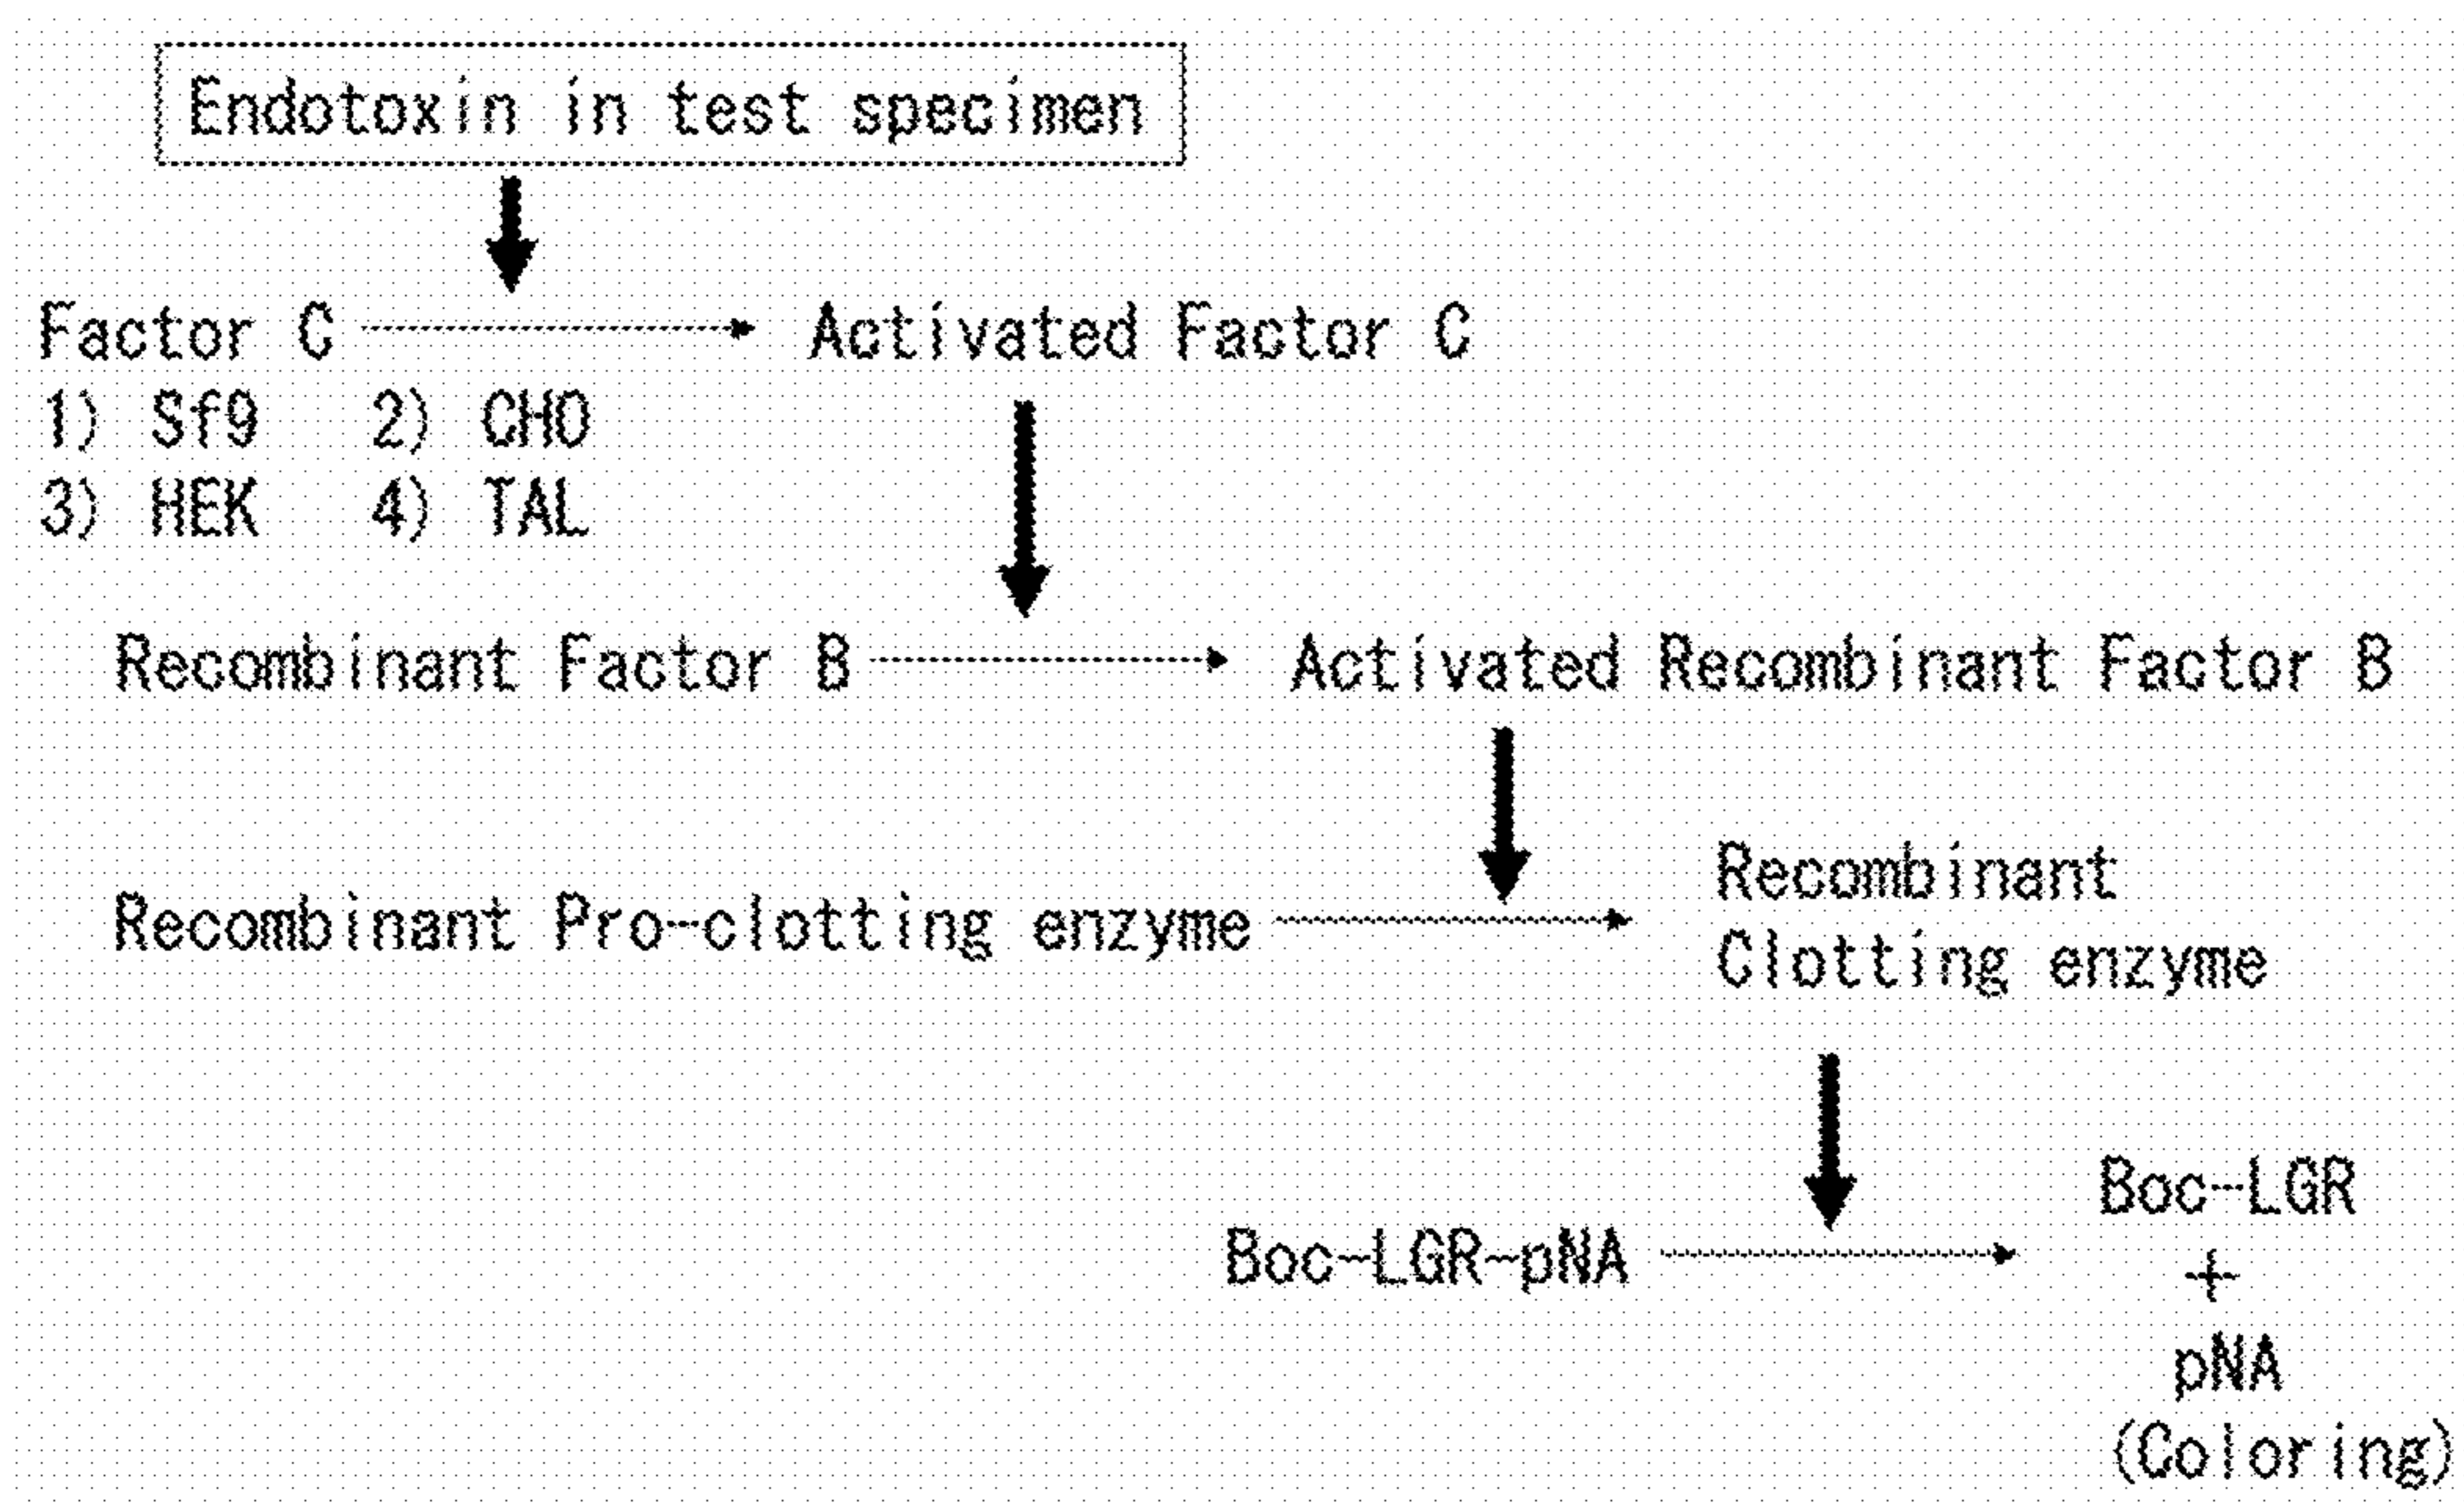 Endotoxin in test specimen
Factor C Activated Factor C
1) Sf9 2) CHO
3) HEK 4) TAL
Recombinant Factor B Activated Recombinant Factor B
Recombinant Pro-clotting enzyme Recombinant
Clotting enzyme
Boc-LGR-pNA Boc-LGR
+
pNA
(Coloring)